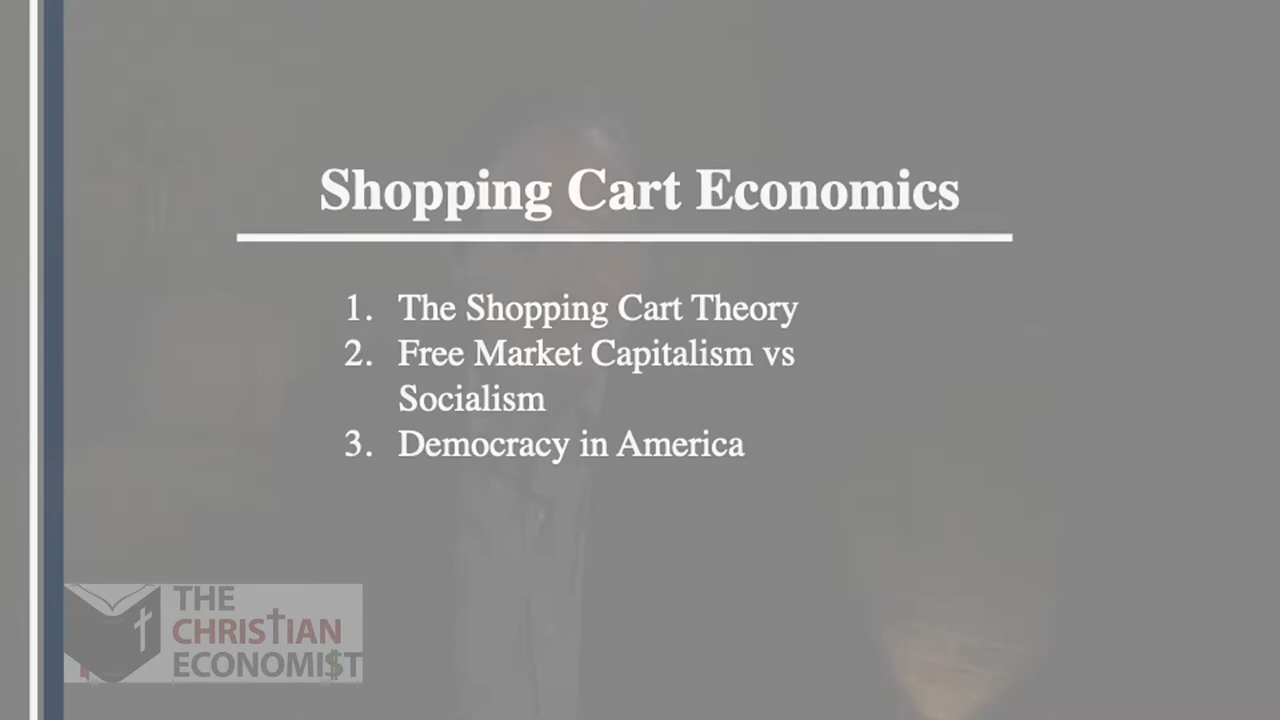 Shopping Cart Economics
1. The Shopping Cart Theory
2. Free Market Capitalism vs
Socialism
3. Democracy in America
THE
CHRISTIAN
ECONOMI$T